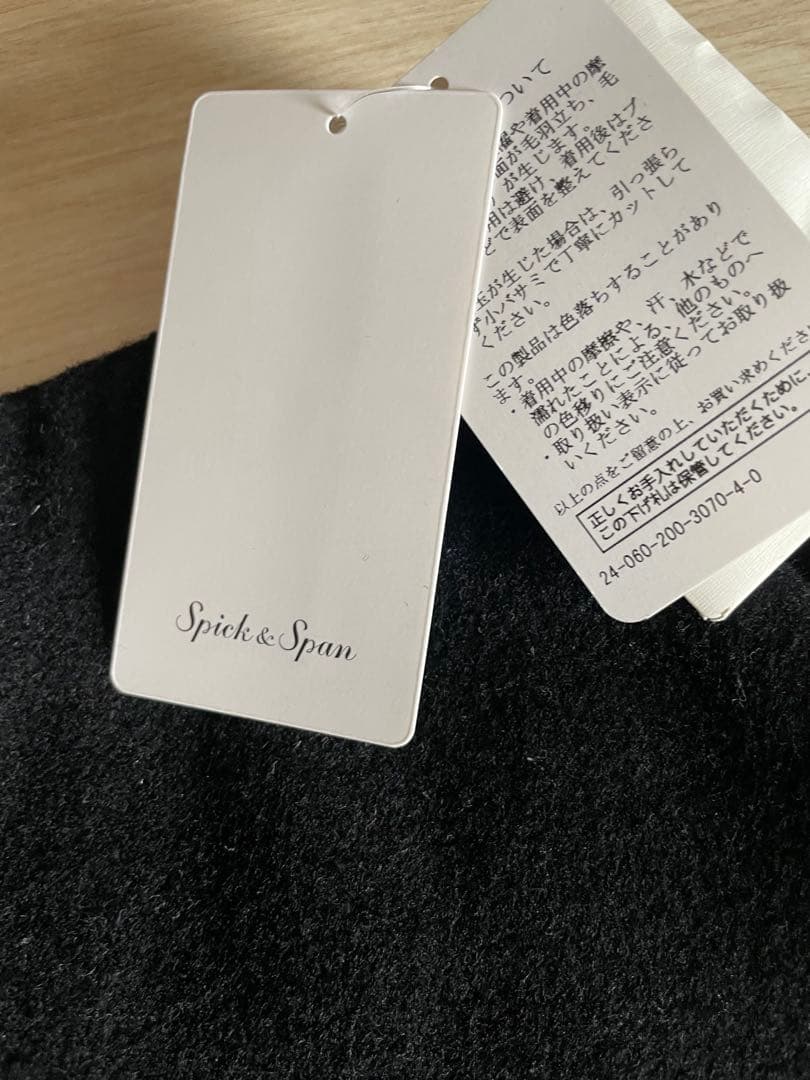 Spick & Span
ついて
や着用中の摩
面が毛羽立ち、毛
が生じます。
用は避け、着用後はブ
どで表面を整えてくださ
玉が生じた場合は、引っ張ら
ず小バサミで丁寧にカットして
ください。
この製品は色落ちすることがあり
ます。
・着用中の摩擦や、汗、水などで
濡れたことによる、他のものへ
の色移りにご注意ください。
・取り扱い表示に従ってお取り扱
いください。
以上の点をご留意の上、お買い求めくださ
正しくお手入れしていただくために、
この下げ札は保管してください。
24-060-200-3070-4-0